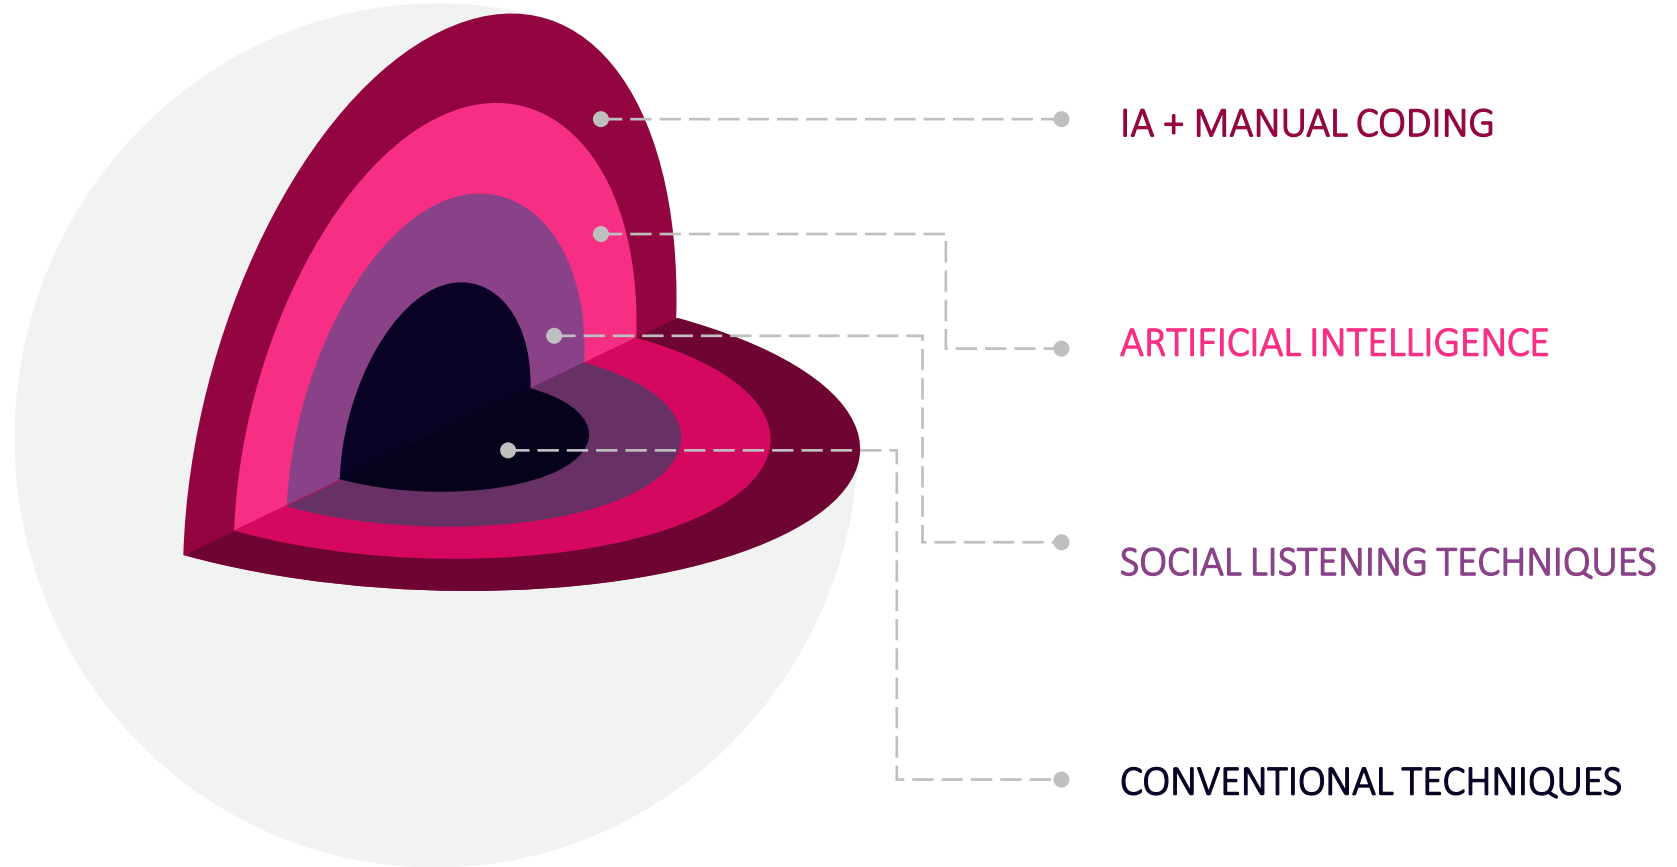 IA + MANUAL CODING
ARTIFICIAL INTELLIGENCE
SOCIAL LISTENING TECHNIQUES
CONVENTIONAL TECHNIQUES